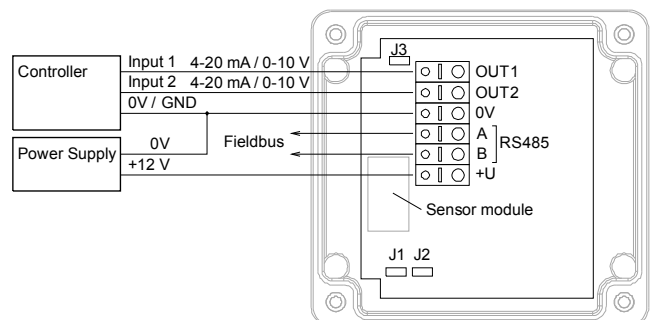 J3
Controller
Input 1 4-20 mA / 0-10 V
OUT1
Input 2 4-20 mA / 0-10 V
OUT2
0V / GND
0V
Fieldbus
A
RS485
B
Power Supply
0V
+12 V
+U
Sensor module
J1 J2